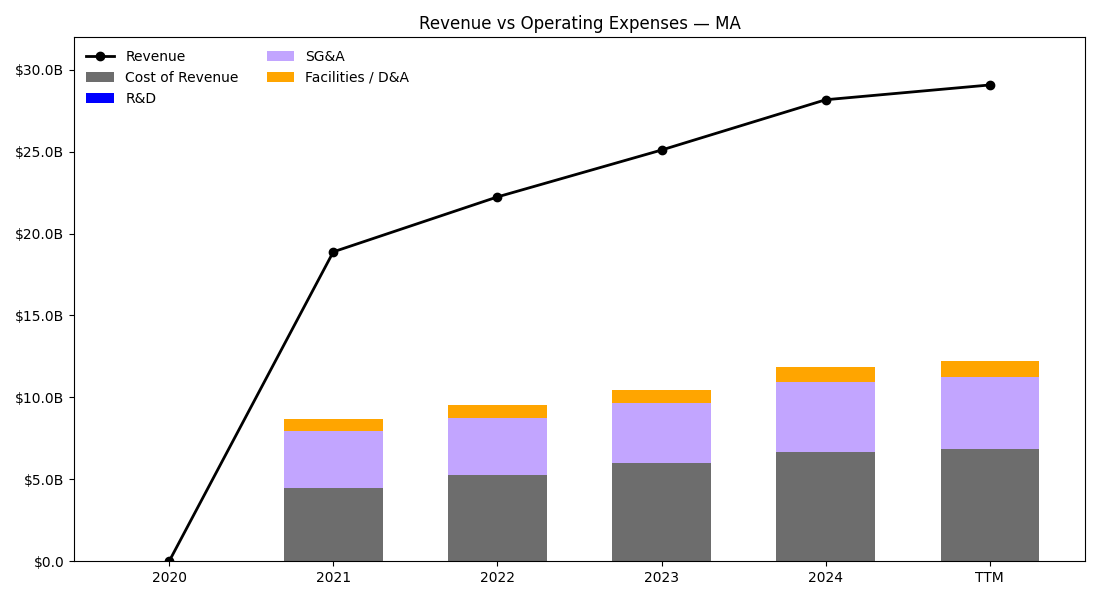 Revenue vs Operating Expenses — MA
Revenue
Cost of Revenue
R&D
SG&A
Facilities / D&A
$30.0B
$25.0B
$20.0B
$15.0B
$10.0B
$5.0B
$0.0
2020 2021 2022 2023 2024 TTM